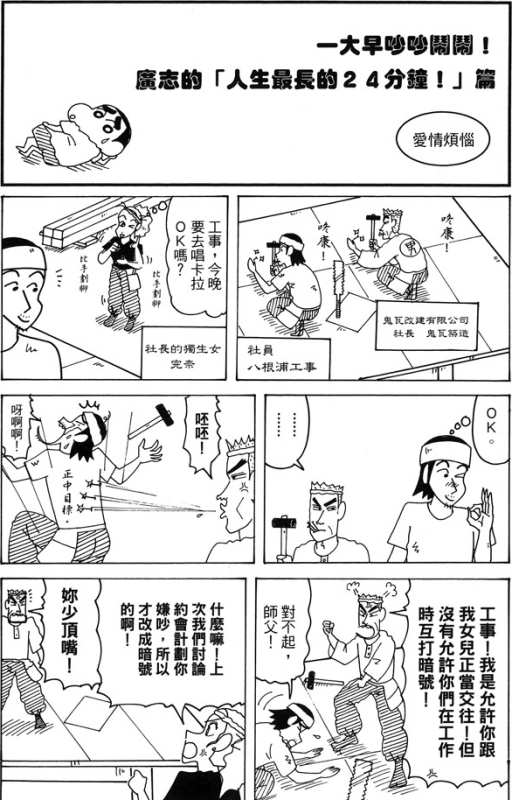 一大早吵吵鬧鬧！
廣志的「人生最長的２４分鐘！」篇
愛情煩惱
咚康！
咚康！
鬼瓦改建有限公司
社長　鬼瓦築造
社員
八根浦工事
工事，今晚
要去唱卡拉
ＯＫ嗎？
比手劃腳
比手劃腳
社長的獨生女
完奈
ＯＫ。
⋯⋯
⋯⋯
呸呸！
正中目標。
呀啊啊！
工事！我是允許你跟
我女兒正當交往！但
沒有允許你們在工作
時互打暗號！
對不起，
師父！
什麼嘛！上
次我們討論
約會計劃你
嫌吵，所以
才改成暗號
的啊！
妳少頂嘴！